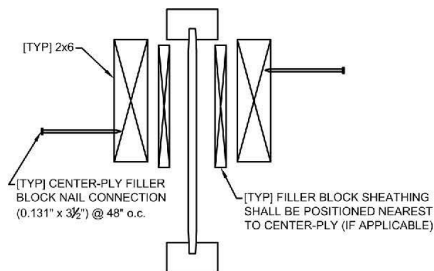 [TYP] 2x6
[TYP] CENTER-PLY FILLER
BLOCK NAIL CONNECTION
(0.131" x 3½") @ 48" o.c.
[TYP] FILLER BLOCK SHEATHING
SHALL BE POSITIONED NEAREST
TO CENTER-PLY (IF APPLICABLE)